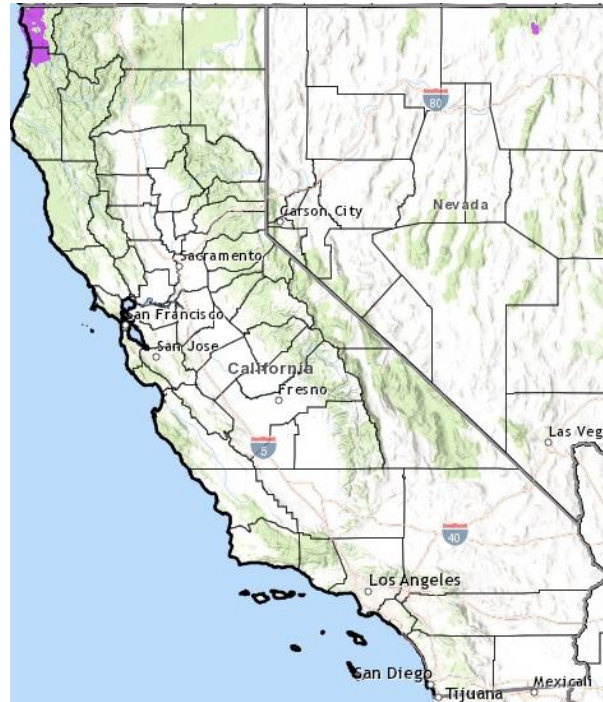 80
Carson City
Nevada
Sacramento
San Francisco
San Jose
California
Fresno
Las Veg
5
40
Los Angeles
San Diego
Mexicali
Tijuana